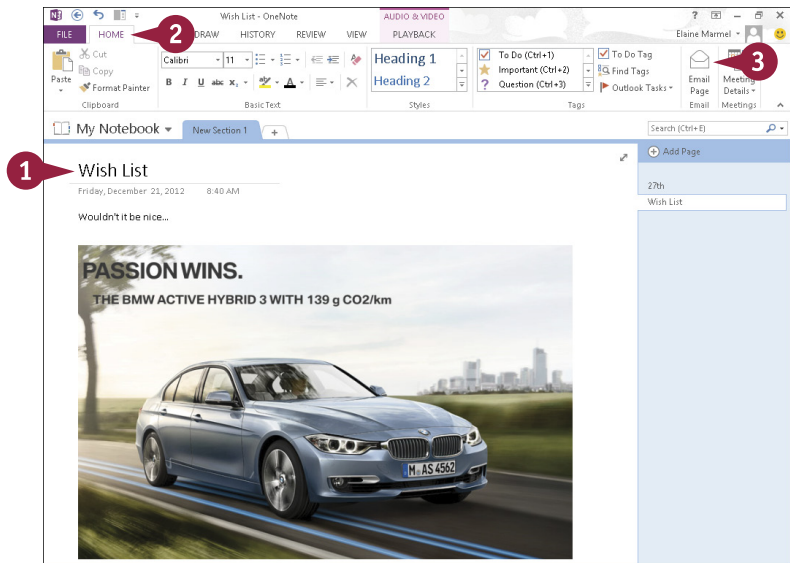 Wish List - OneNote
AUDIO & VIDEO
FILE HOME DRAW HISTORY REVIEW VIEW PLAYBACK
Elaine Marmel
2
3
Cut
Copy
Format Painter
Paste
Clipboard
Calibri 11
B I U abc X₂ A
Basic Text
Heading 1
Heading 2
Styles
To Do (Ctrl+1)
Important (Ctrl+2)
? Question (Ctrl+3)
To Do Tag
Find Tags
Outlook Tasks
Tags
Email
Page
Email
Meeting
Details
Meetings
My Notebook New Section 1 +
Search (Ctrl+E)
Add Page
27th
Wish List
1
Wish List
Friday, December 21, 2012 8:40 AM
Wouldn't it be nice...
PASSION WINS.
THE BMW ACTIVE HYBRID 3 WITH 139 g CO2/km
M AS 4562